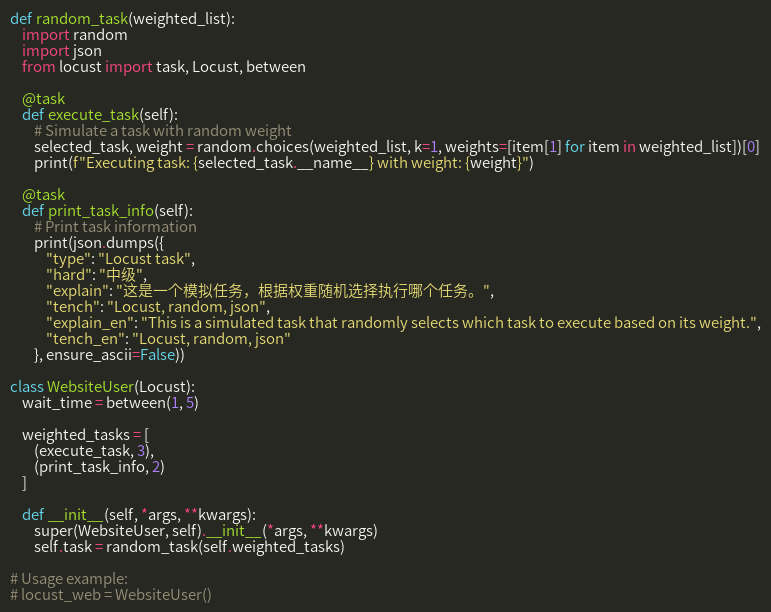 def random_task(weighted_list):
    import random
    import json
    from locust import task, Locust, between

    @task
    def execute_task(self):
        # Simulate a task with random weight
        selected_task, weight = random.choices(weighted_list, k=1, weights=[item[1] for item in weighted_list])[0]
        print(f"Executing task: {selected_task.__name__} with weight: {weight}")

    @task
    def print_task_info(self):
        # Print task information
        print(json.dumps({
            "type": "Locust task",
            "hard": "中级",
            "explain": "这是一个模拟任务，根据权重随机选择执行哪个任务。",
            "tench": "Locust, random, json",
            "explain_en": "This is a simulated task that randomly selects which task to execute based on its weight.",
            "tench_en": "Locust, random, json"
        }, ensure_ascii=False))

class WebsiteUser(Locust):
    wait_time = between(1, 5)

    weighted_tasks = [
        (execute_task, 3),
        (print_task_info, 2)
    ]

    def __init__(self, *args, **kwargs):
        super(WebsiteUser, self).__init__(*args, **kwargs)
        self.task = random_task(self.weighted_tasks)

# Usage example:
# locust_web = WebsiteUser()